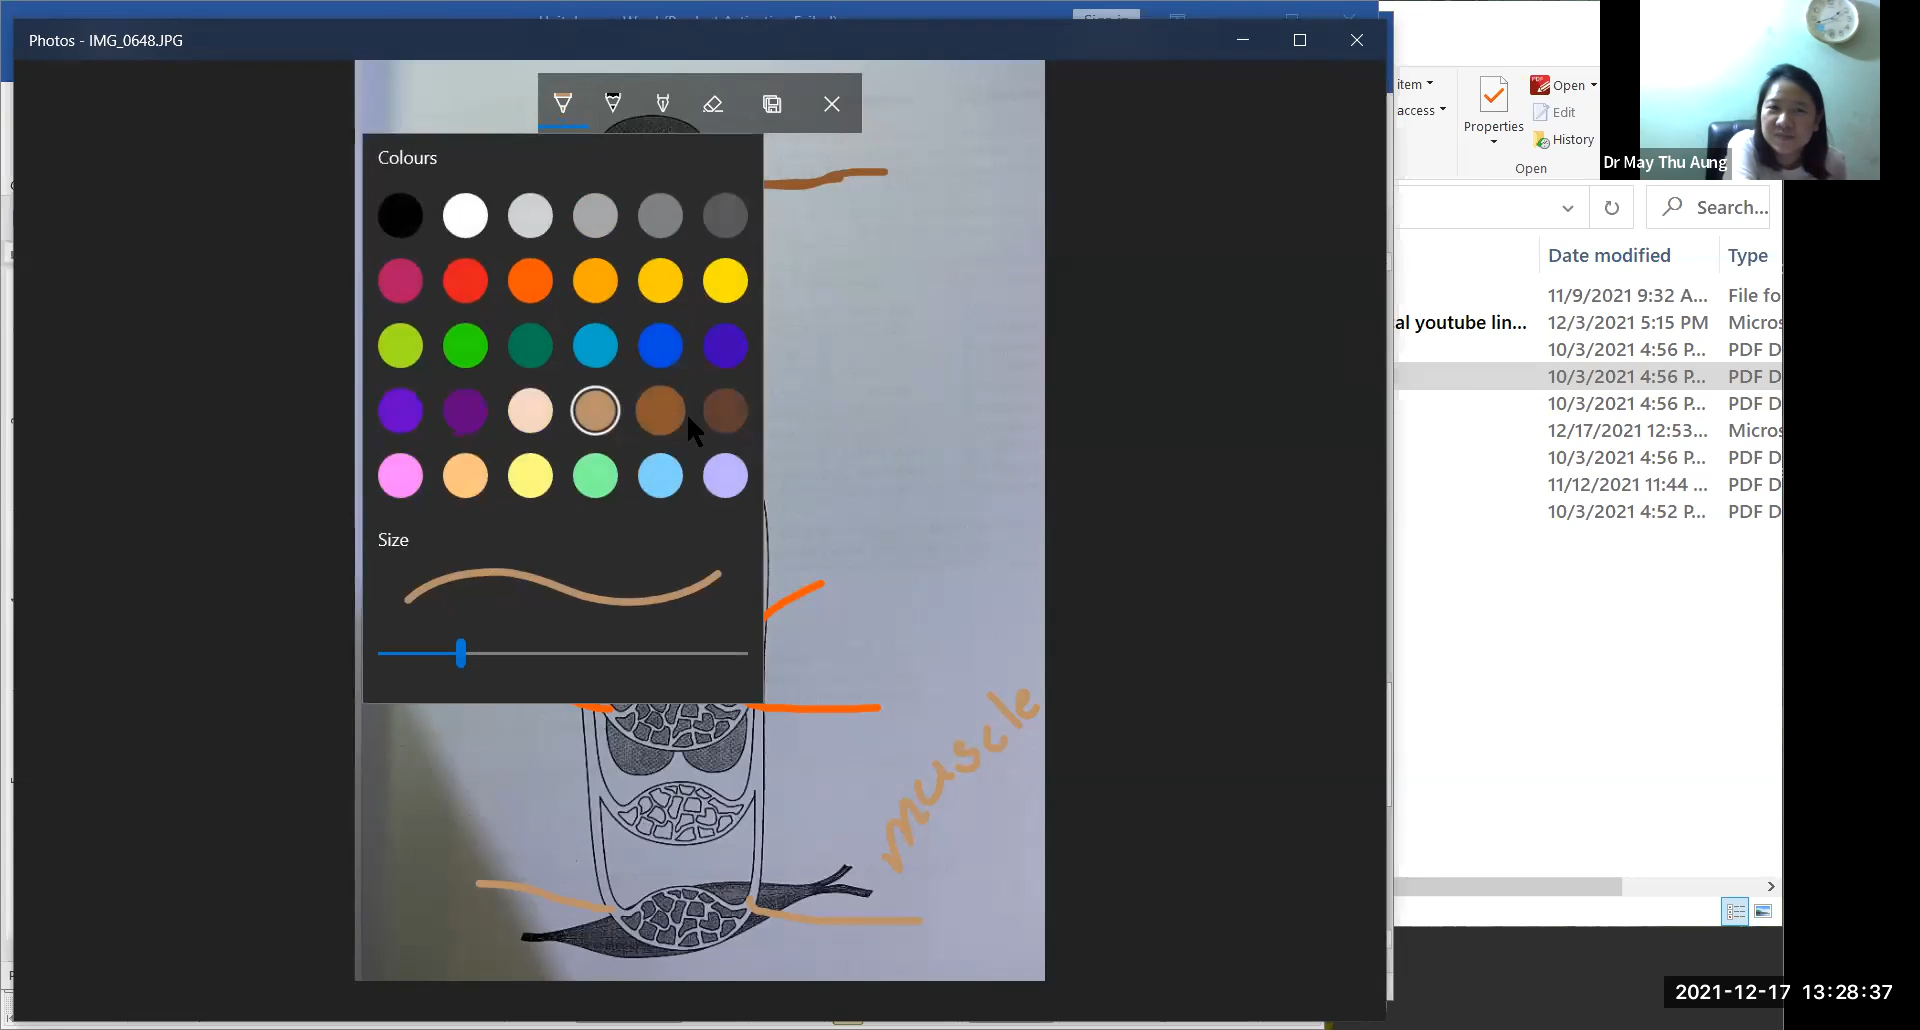 Photos - IMG_0648.JPG
Sign in
item
access
Properties
Open
Edit
History
Open
Dr May Thu Aung
Search...
Date modified
Type
11/9/2021 9:32 A...
File fo
al youtube lin...
12/3/2021 5:15 PM
Micros
10/3/2021 4:56 P...
PDF D
10/3/2021 4:56 P...
PDF D
10/3/2021 4:56 P...
PDF D
12/17/2021 12:53...
Micros
10/3/2021 4:56 P...
PDF D
11/12/2021 11:44 ...
PDF D
10/3/2021 4:52 P...
PDF D
Colours
Size
muscle
2021-12-17 13:28:37